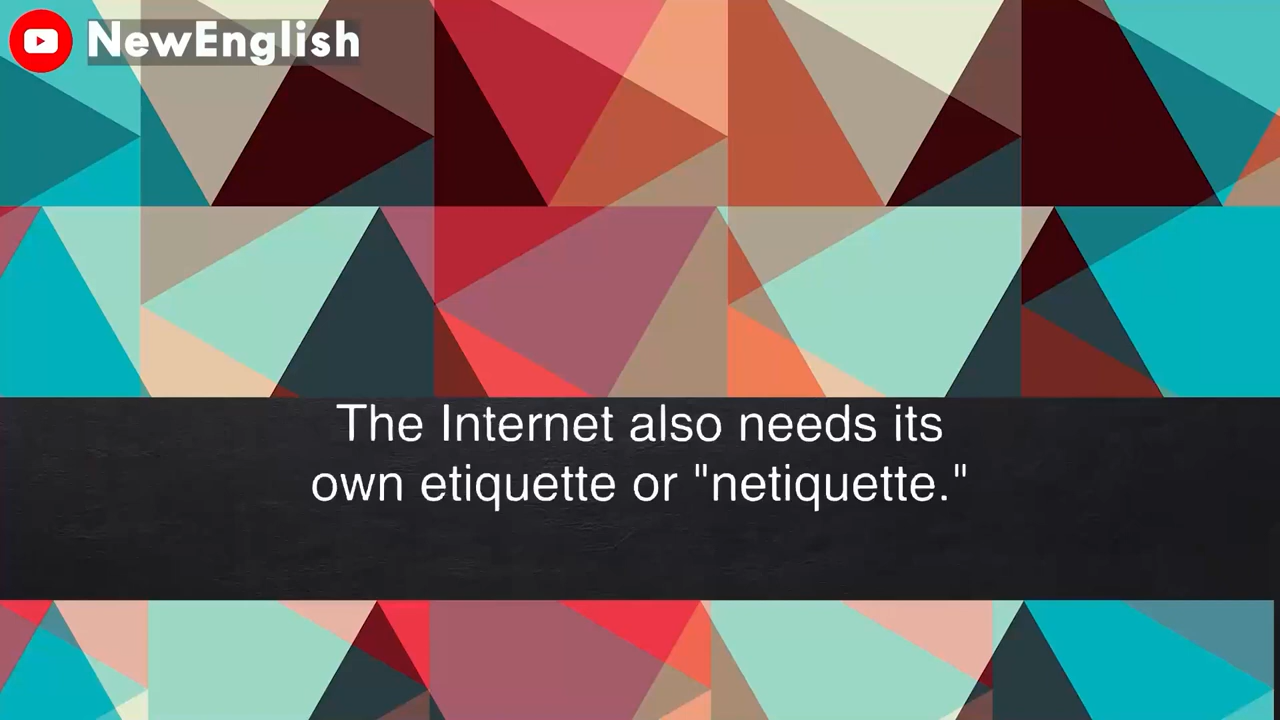 NewEnglish
The Internet also needs its
own etiquette or "netiquette."